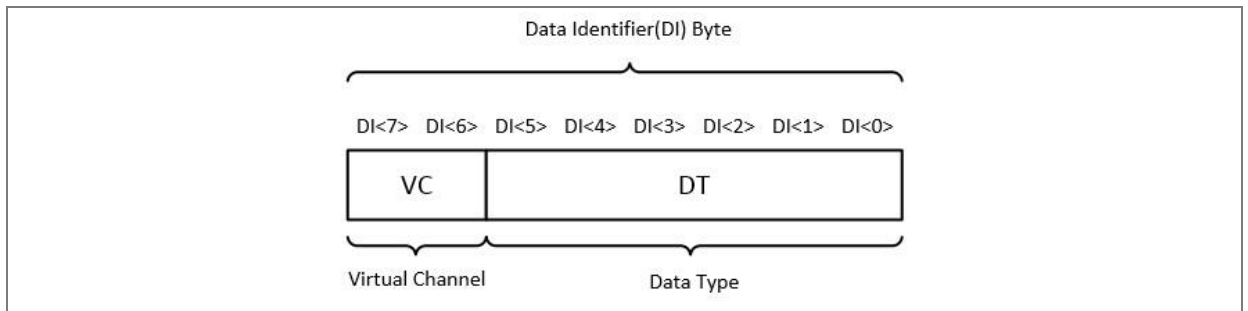 Data Identifier(DI) Byte
DI<7> DI<6> DI<5> DI<4> DI<3> DI<2> DI<1> DI<0>
VC DT
Virtual Channel Data Type